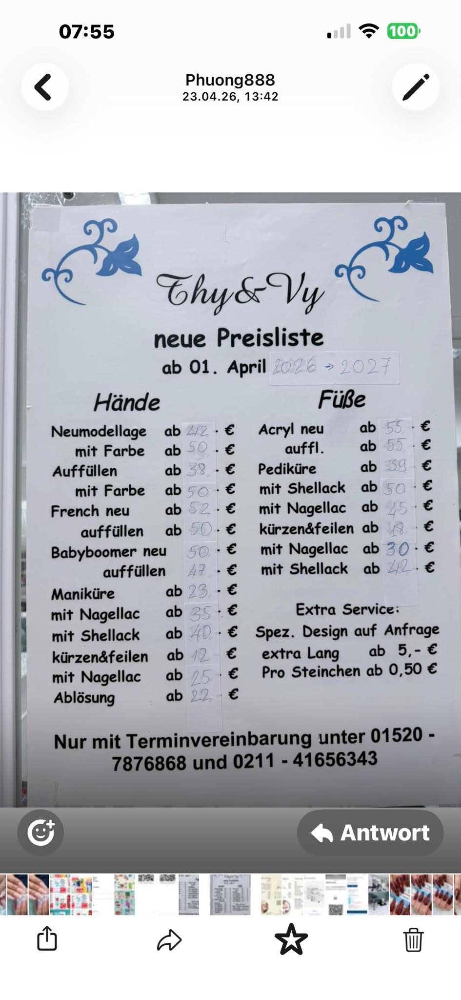 07:55
100
Phuong888
23.04.26, 13:42
Thy&Vy
neue Preisliste
ab 01. April 2026 → 2027
Hände
Neumodellage ab 42.- €
mit Farbe ab 50.- €
Auffüllen ab 38.- €
mit Farbe ab 50.- €
French neu ab 52.- €
auffüllen ab 50.- €
Babyboomer neu 50.- €
auffüllen 47.- €
Maniküre ab 23.- €
mit Nagellac ab 35.- €
mit Shellack ab 40.- €
kürzen&feilen ab 12 - €
mit Nagellac ab 25.- €
Ablösung ab 22.- €
Füße
Acryl neu ab 55.- €
auffl. ab 55.- €
Pediküre ab 39 - €
mit Shellack ab 50.- €
mit Nagellac ab 45.- €
kürzen&feilen ab 18 - €
mit Nagellac ab 30.- €
mit Shellack ab 42.- €
Extra Service:
Spez. Design auf Anfrage
extra Lang ab 5,- €
Pro Steinchen ab 0,50 €
Nur mit Terminvereinbarung unter 01520 -
7876868 und 0211 - 41656343
Antwort